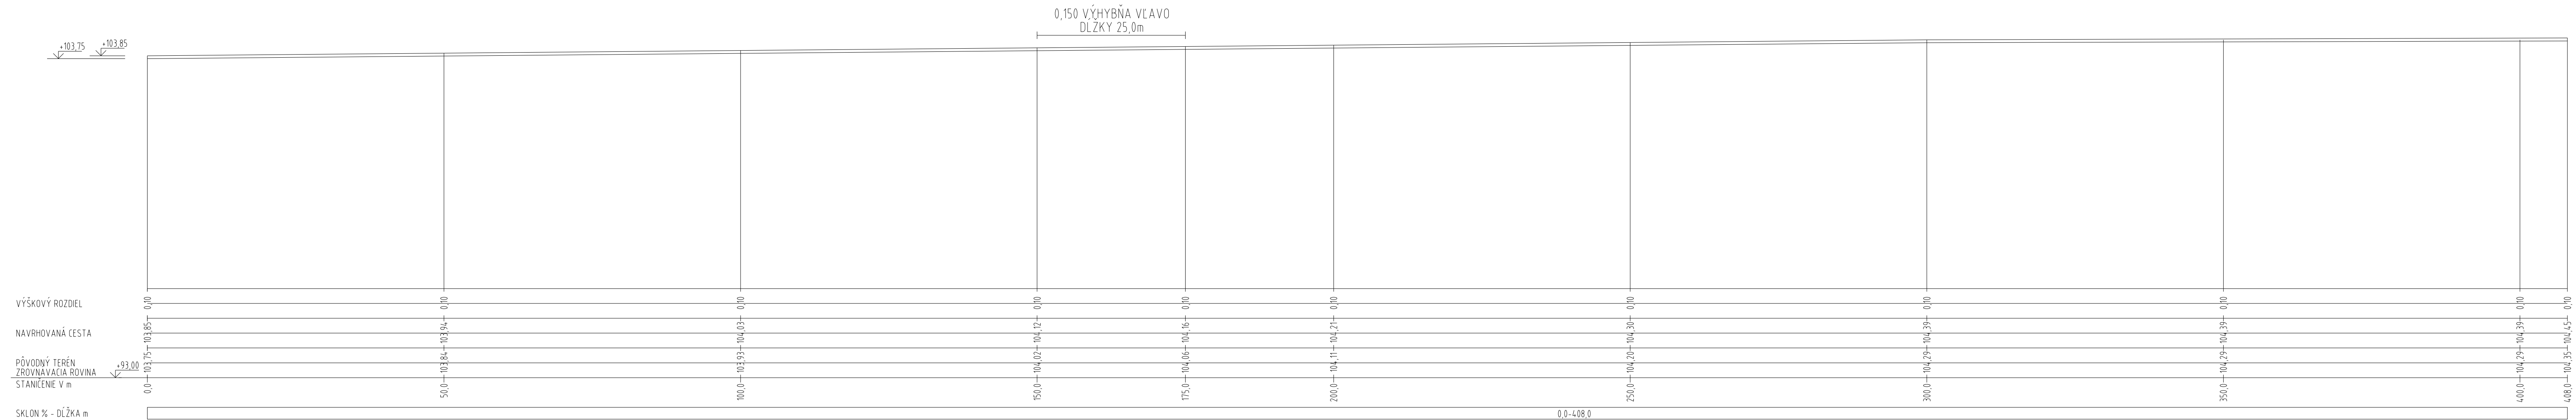 0,150 VÝHYBŇA VĽAVO
DĹŽKY 25,0m
+103,75 +103,85
VÝŠKOVÝ ROZDIEL 0,10 0,10 0,10 0,10 0,10 0,10 0,10 0,10 0,10 0,10 0,10
NAVRHOVANÁ CESTA 103,85 103,94 104,03 104,12 104,16 104,21 104,30 104,39 104,39 104,39 104,45
PÔVODNÝ TERÉN 103,75 103,84 103,93 104,02 104,06 104,11 104,20 104,29 104,29 104,29 104,35
ZROVNÁVACIA ROVINA +93,00
STANIČENIE V m 0,0 50,0 100,0 150,0 175,0 200,0 250,0 300,0 350,0 400,0 408,0
SKLON % - DĹŽKA m 0,0-408,0